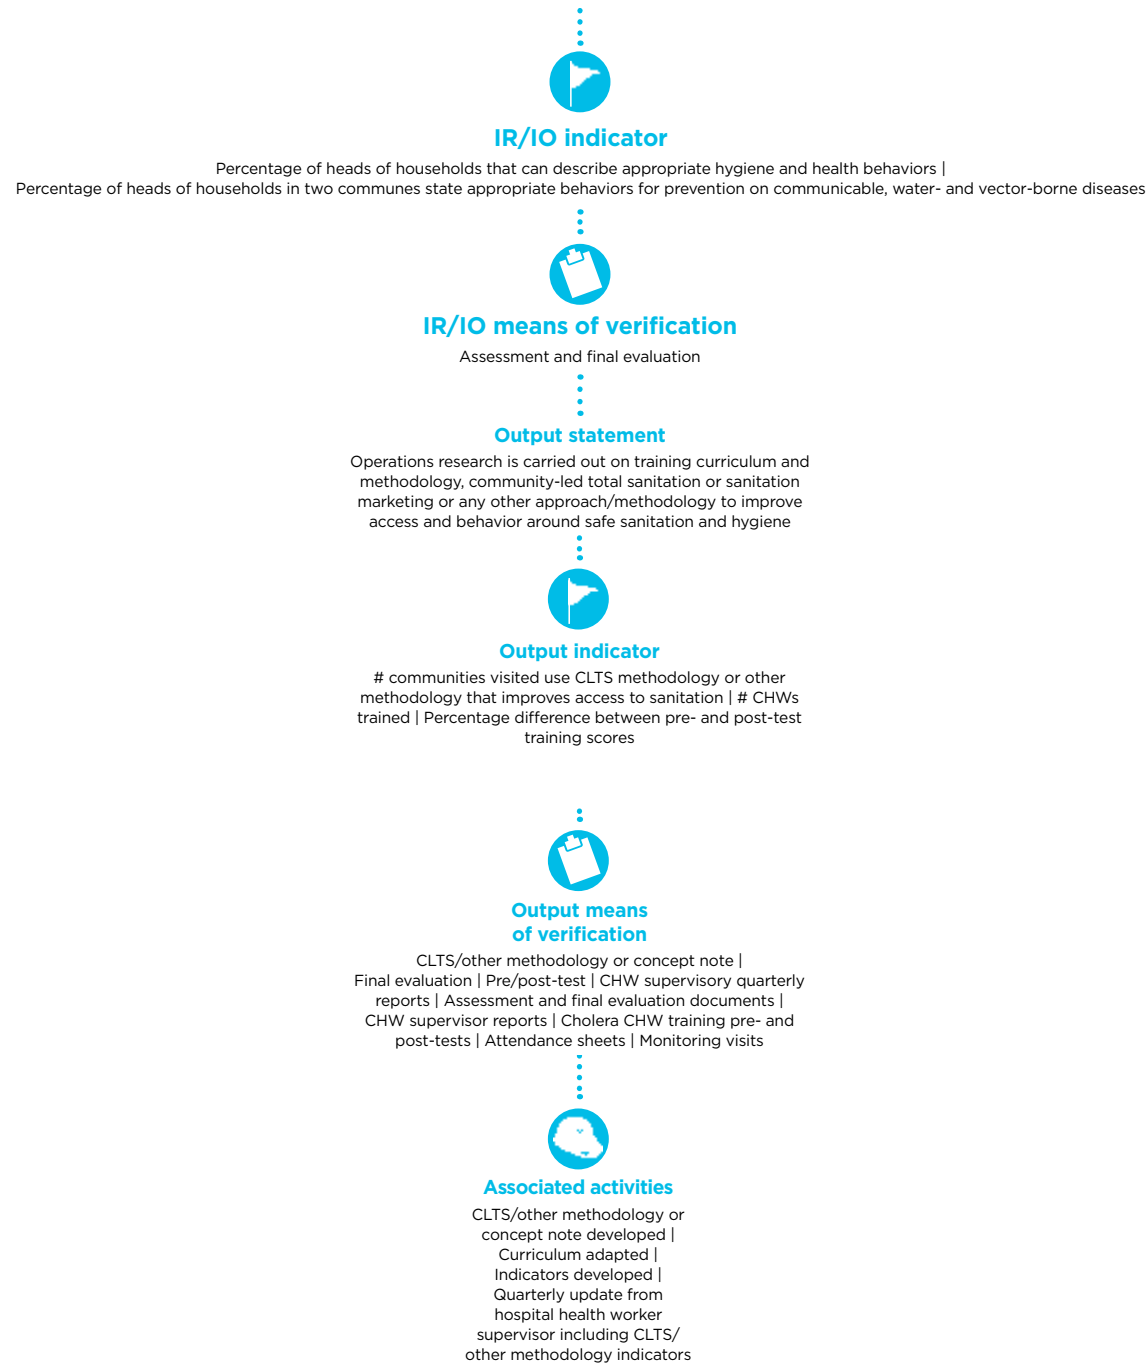 IR/IO indicator
Percentage of heads of households that can describe appropriate hygiene and health behaviors |
Percentage of heads of households in two communes state appropriate behaviors for prevention on communicable, water- and vector-borne diseases
IR/IO means of verification
Assessment and final evaluation
Output statement
Operations research is carried out on training curriculum and
methodology, community-led total sanitation or sanitation
marketing or any other approach/methodology to improve
access and behavior around safe sanitation and hygiene
Output indicator
# communities visited use CLTS methodology or other
methodology that improves access to sanitation | # CHWs
trained | Percentage difference between pre- and post-test
training scores
Output means
of verification
CLTS/other methodology or concept note |
Final evaluation | Pre/post-test | CHW supervisory quarterly
reports | Assessment and final evaluation documents |
CHW supervisor reports | Cholera CHW training pre- and
post-tests | Attendance sheets | Monitoring visits
Associated activities
CLTS/other methodology or
concept note developed |
Curriculum adapted |
Indicators developed |
Quarterly update from
hospital health worker
supervisor including CLTS/
other methodology indicators